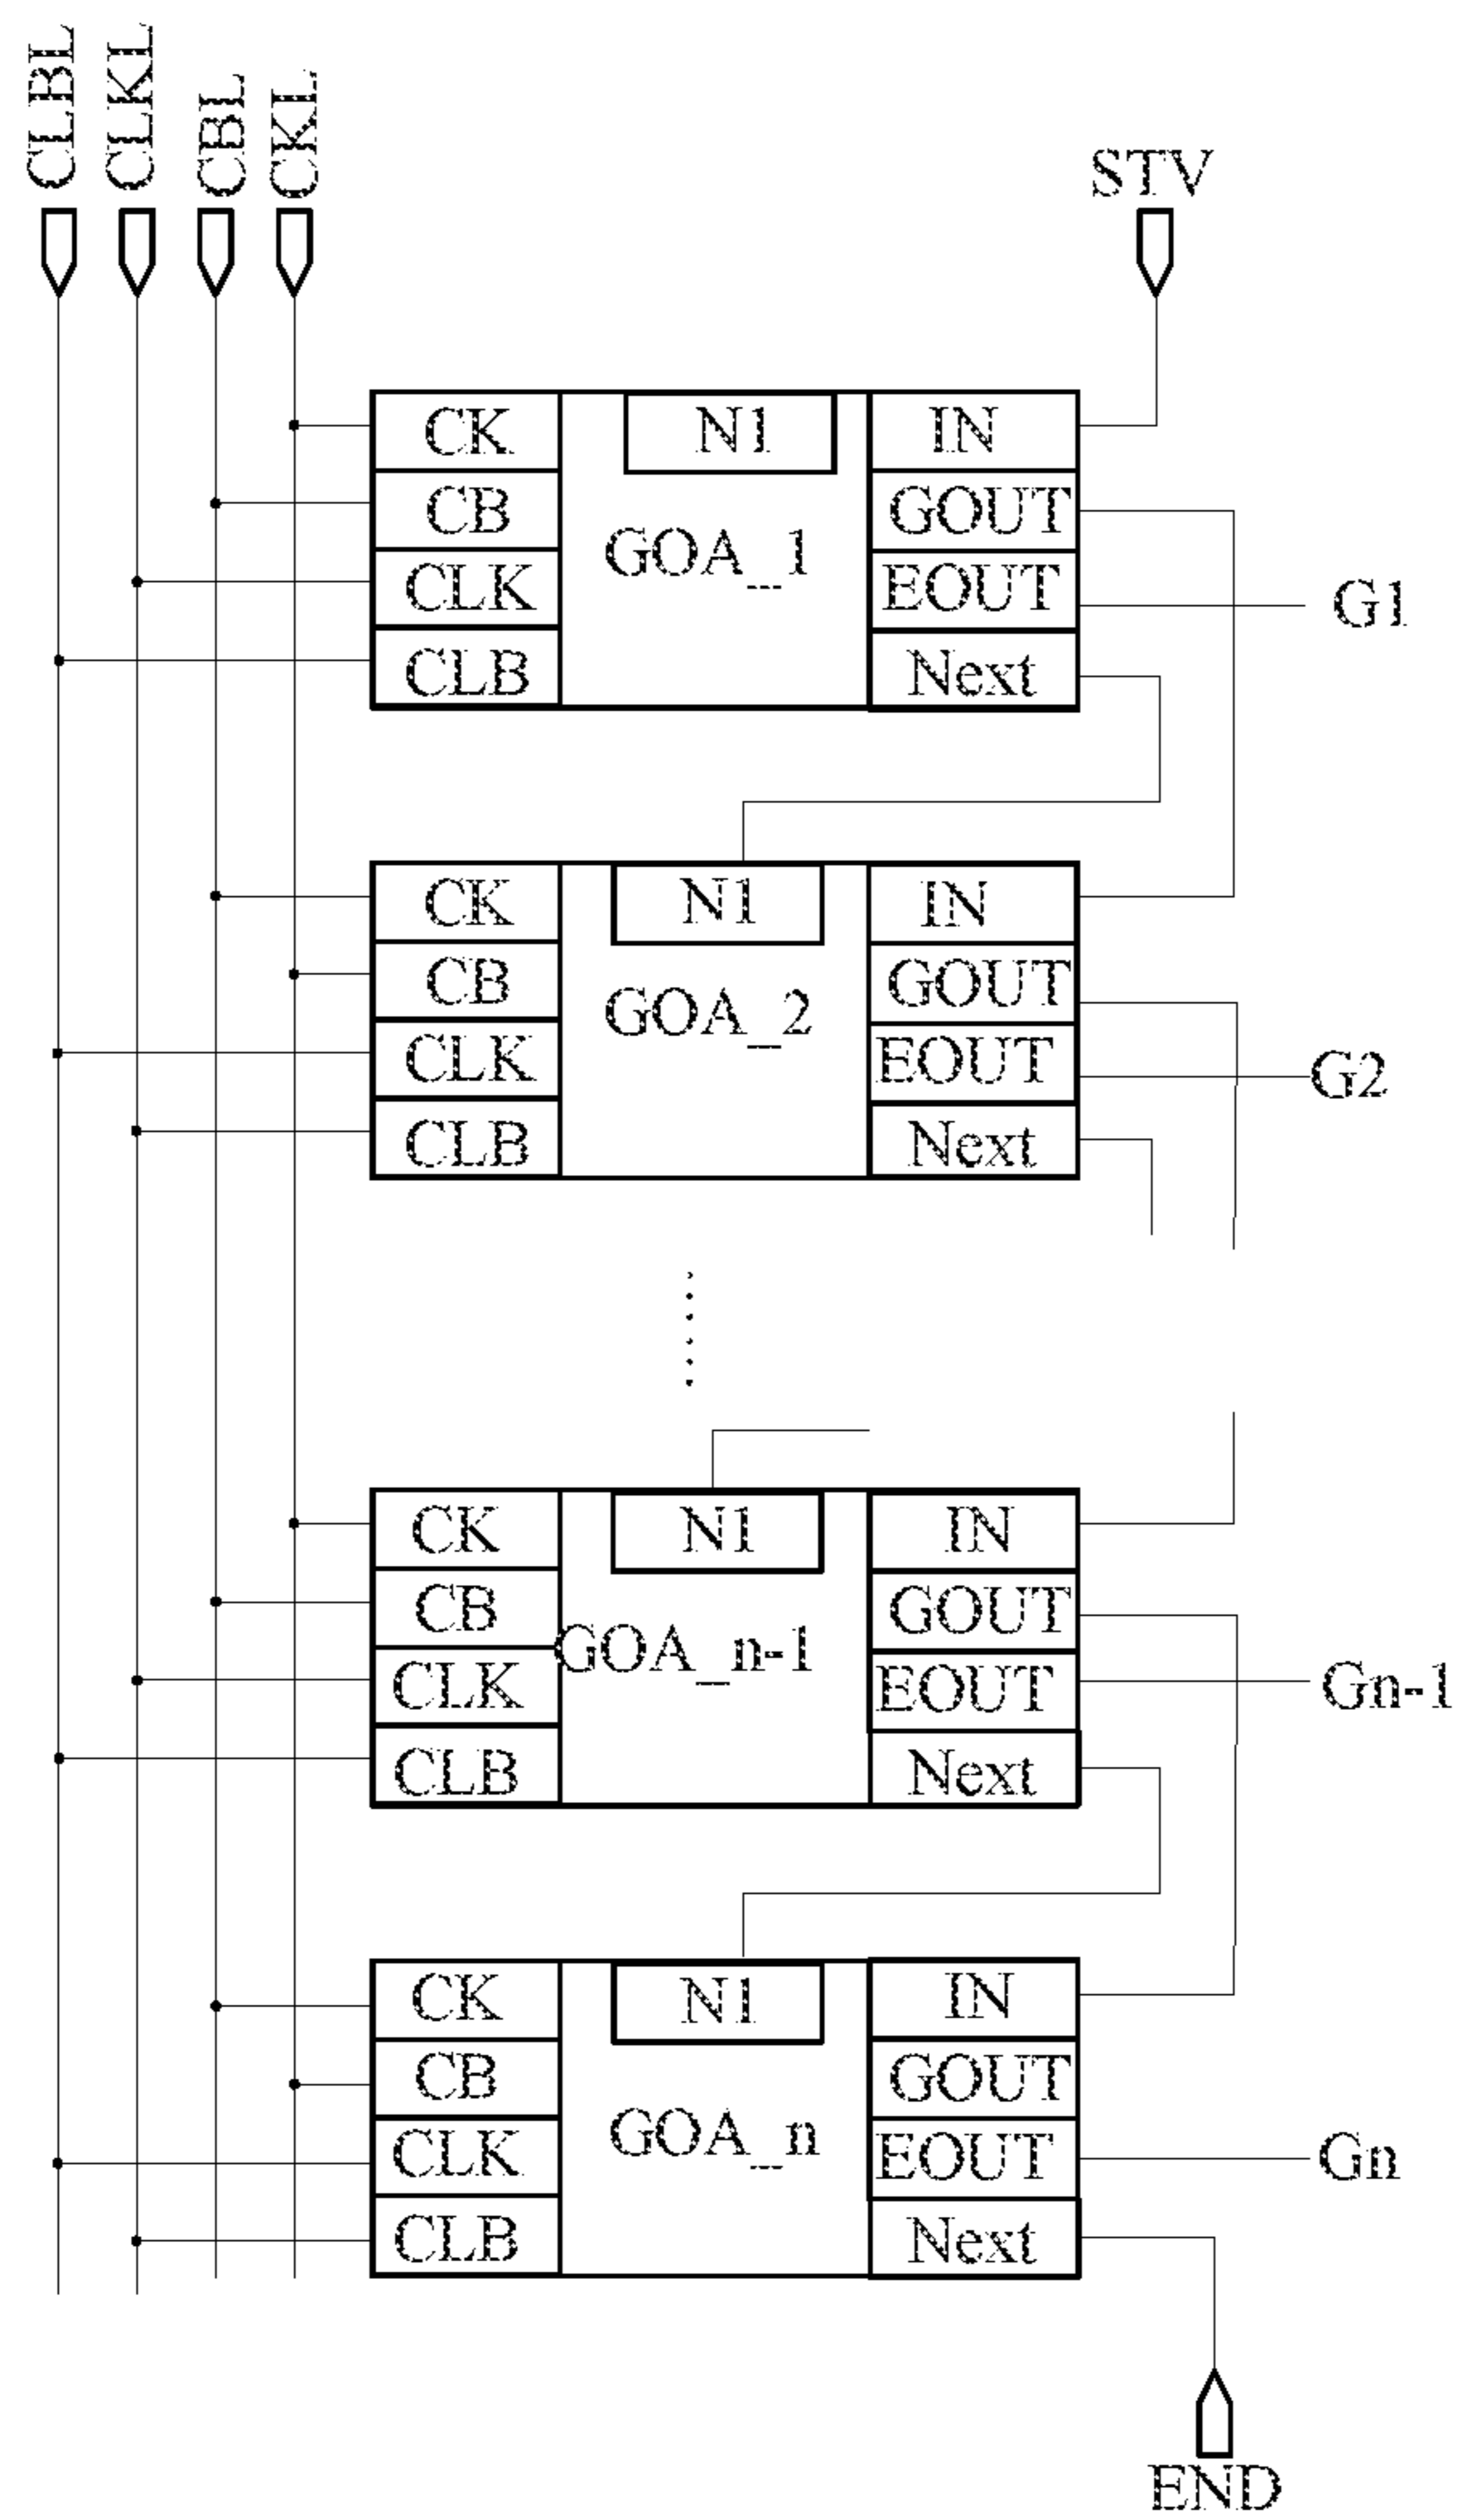 CLBL
CLKL
CBL
CKL
STV
CK N1 IN
CB GOUT
GOA_1
CLK EOUT G1
CLB Next
CK N1 IN
CB GOUT
GOA_2
CLK EOUT G2
CLB Next
CK N1 IN
CB GOUT
GOA_n-1
CLK EOUT Gn-1
CLB Next
CK N1 IN
CB GOUT
GOA_n
CLK EOUT Gn
CLB Next
END